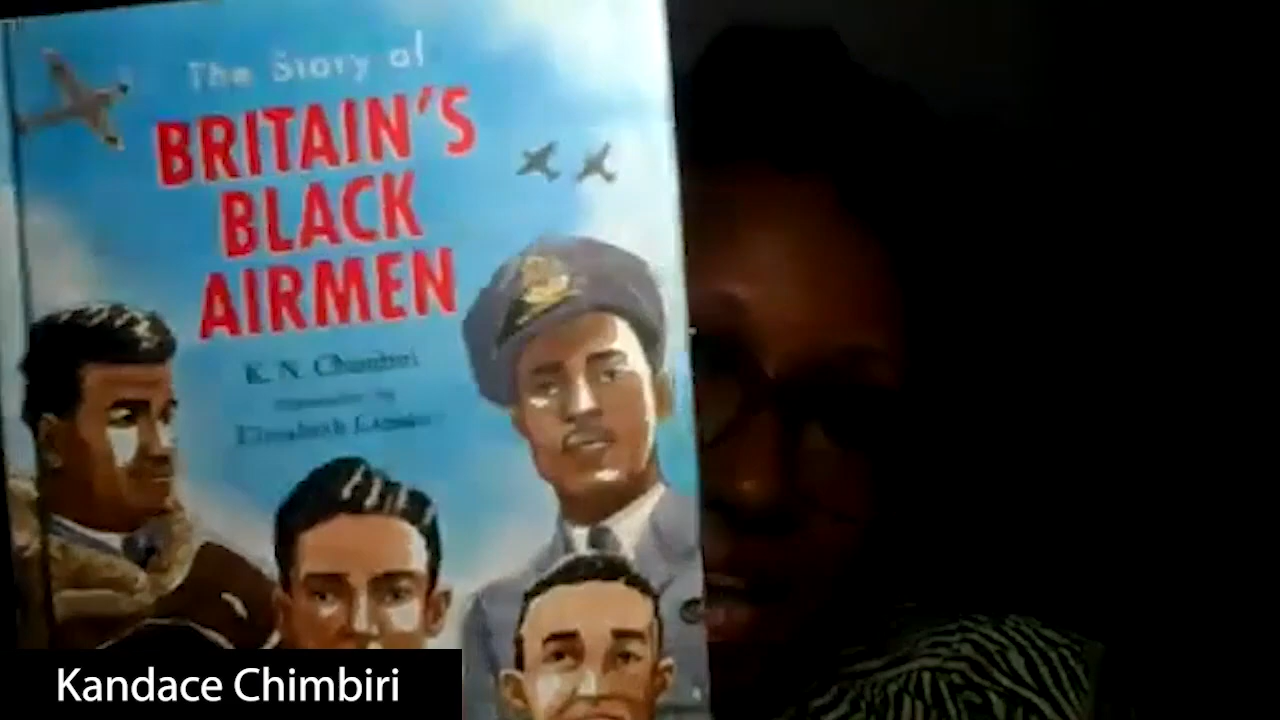 The Story of
BRITAIN'S
BLACK
AIRMEN
K. N. Chimbiri
Kandace Chimbiri